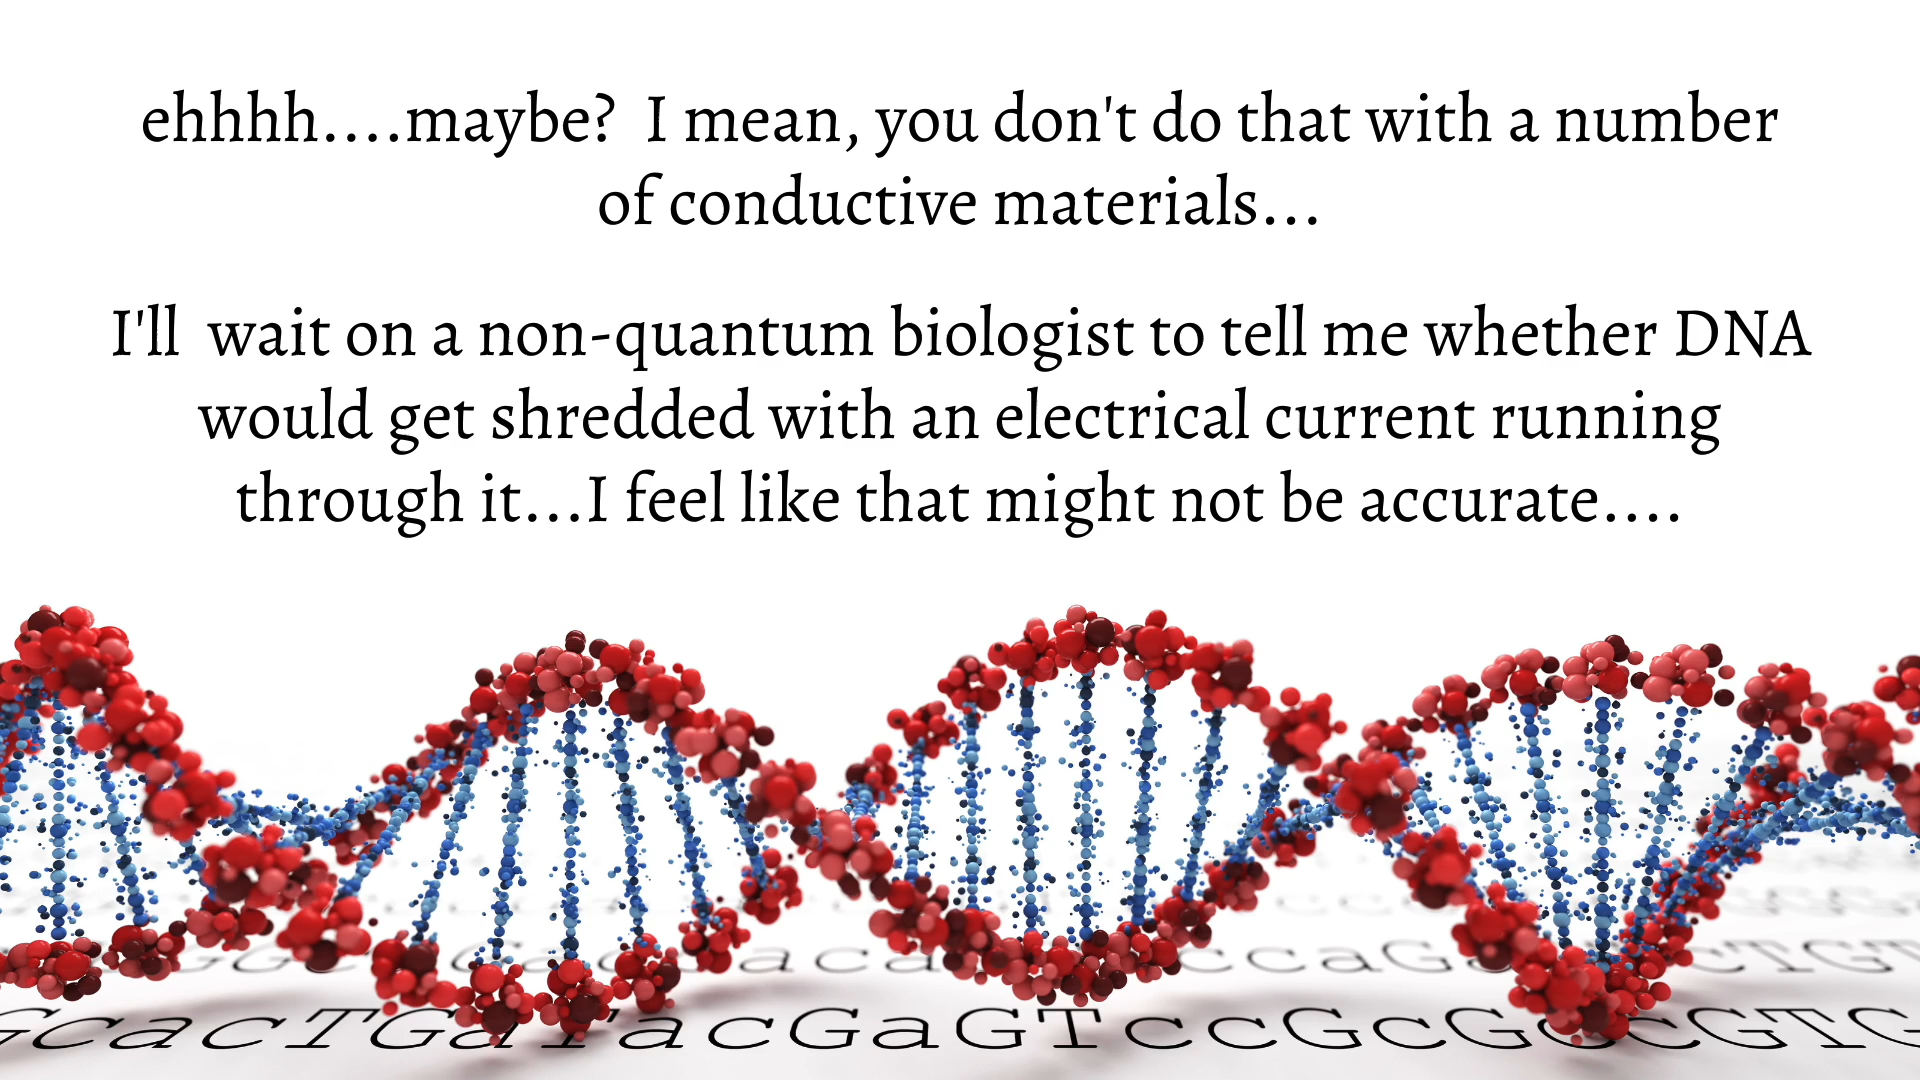 ehhhh....maybe?  I mean, you don't do that with a number
of conductive materials...
I'll  wait on a non-quantum biologist to tell me whether DNA
would get shredded with an electrical current running
through it...I feel like that might not be accurate....
GcacTGaTacGaGTccGcGccGTG